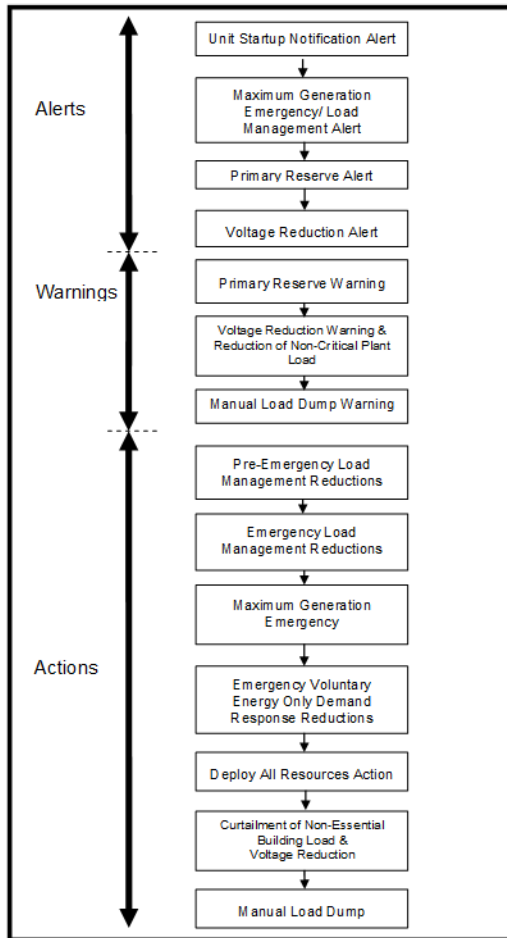 Alerts
Unit Startup Notification Alert
Maximum Generation
Emergency/ Load
Management Alert
Primary Reserve Alert
Voltage Reduction Alert
Warnings
Primary Reserve Warning
Voltage Reduction Warning &
Reduction of Non-Critical Plant
Load
Manual Load Dump Warning
Actions
Pre-Emergency Load
Management Reductions
Emergency Load
Management Reductions
Maximum Generation
Emergency
Emergency Voluntary
Energy Only Demand
Response Reductions
Deploy All Resources Action
Curtailment of Non-Essential
Building Load &
Voltage Reduction
Manual Load Dump